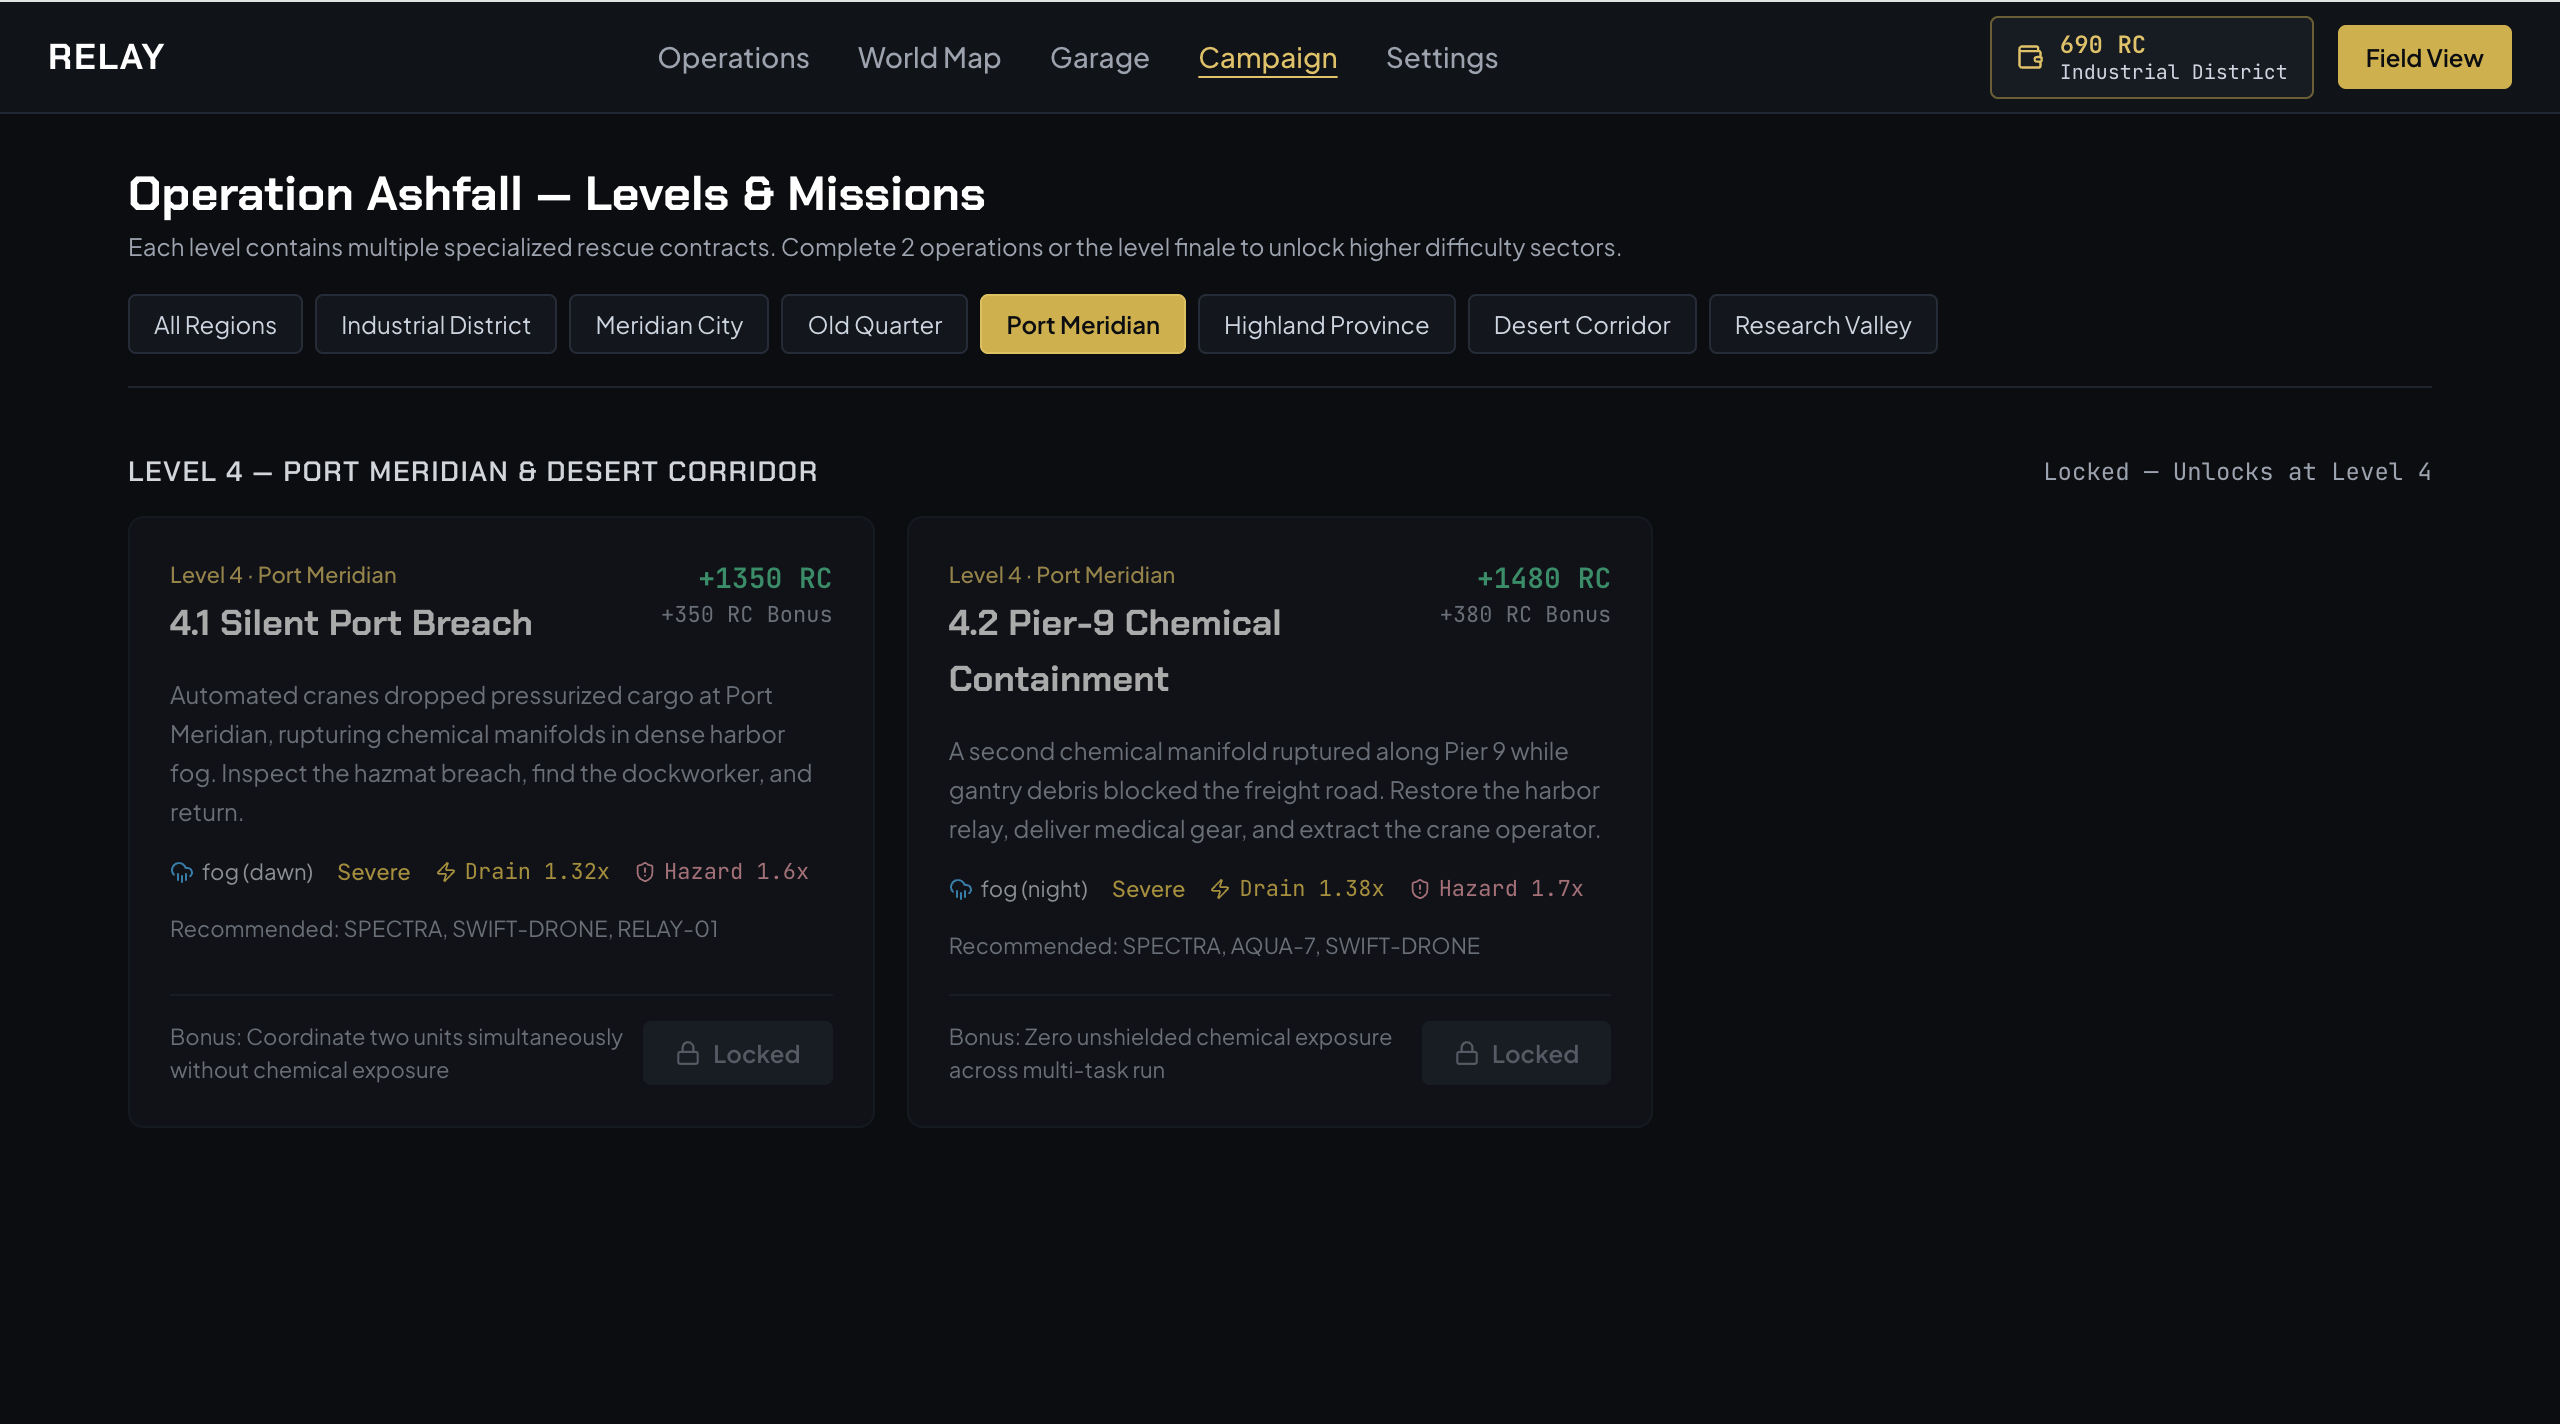 RELAY
Operations
World Map
Garage
Campaign
Settings
690 RC
Industrial District
Field View
Operation Ashfall — Levels & Missions
Each level contains multiple specialized rescue contracts. Complete 2 operations or the level finale to unlock higher difficulty sectors.
All Regions
Industrial District
Meridian City
Old Quarter
Port Meridian
Highland Province
Desert Corridor
Research Valley
LEVEL 4 — PORT MERIDIAN & DESERT CORRIDOR
Locked — Unlocks at Level 4
Level 4 · Port Meridian
+1350 RC
4.1 Silent Port Breach
+350 RC Bonus
Automated cranes dropped pressurized cargo at Port
Meridian, rupturing chemical manifolds in dense harbor
fog. Inspect the hazmat breach, find the dockworker, and
return.
fog (dawn)
Severe
Drain 1.32x
Hazard 1.6x
Recommended: SPECTRA, SWIFT-DRONE, RELAY-01
Bonus: Coordinate two units simultaneously
without chemical exposure
Locked
Level 4 · Port Meridian
+1480 RC
4.2 Pier-9 Chemical
Containment
+380 RC Bonus
A second chemical manifold ruptured along Pier 9 while
gantry debris blocked the freight road. Restore the harbor
relay, deliver medical gear, and extract the crane operator.
fog (night)
Severe
Drain 1.38x
Hazard 1.7x
Recommended: SPECTRA, AQUA-7, SWIFT-DRONE
Bonus: Zero unshielded chemical exposure
across multi-task run
Locked